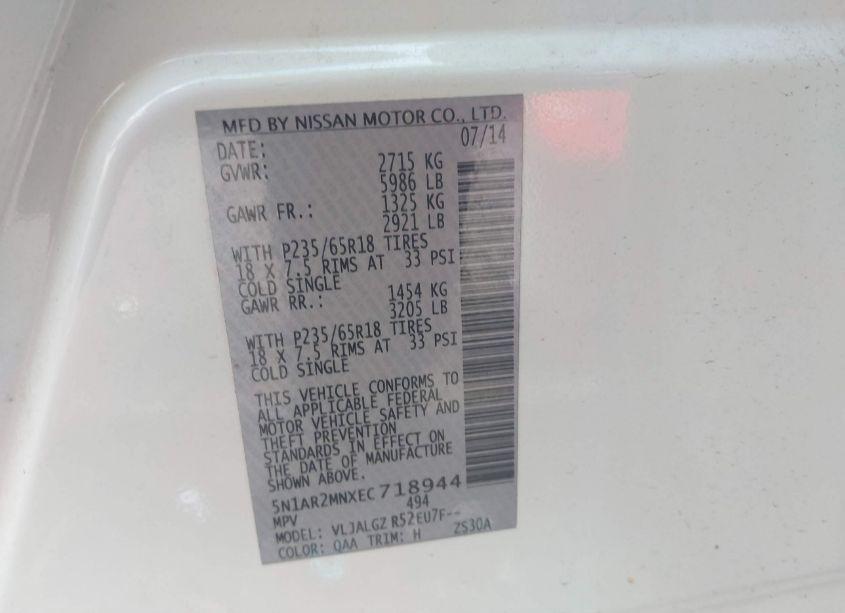 MFD BY NISSAN MOTOR CO., LTD.
DATE: 07/14
GVWR: 2715 KG
5986 LB
GAWR FR.: 1325 KG
2921 LB
WITH P235/65R18 TIRES
18 X 7.5 RIMS AT 33 PSI
COLD SINGLE
GAWR RR.: 1454 KG
3205 LB
WITH P235/65R18 TIRES
18 X 7.5 RIMS AT 33 PSI
COLD SINGLE
THIS VEHICLE CONFORMS TO
ALL APPLICABLE FEDERAL
MOTOR VEHICLE SAFETY AND
THEFT PREVENTION
STANDARDS IN EFFECT ON
THE DATE OF MANUFACTURE
SHOWN ABOVE.
5N1AR2MNXEC718944
MPV 494
MODEL: VLJALGZ R52EU7F--
COLOR: QAA TRIM: H ZS30A